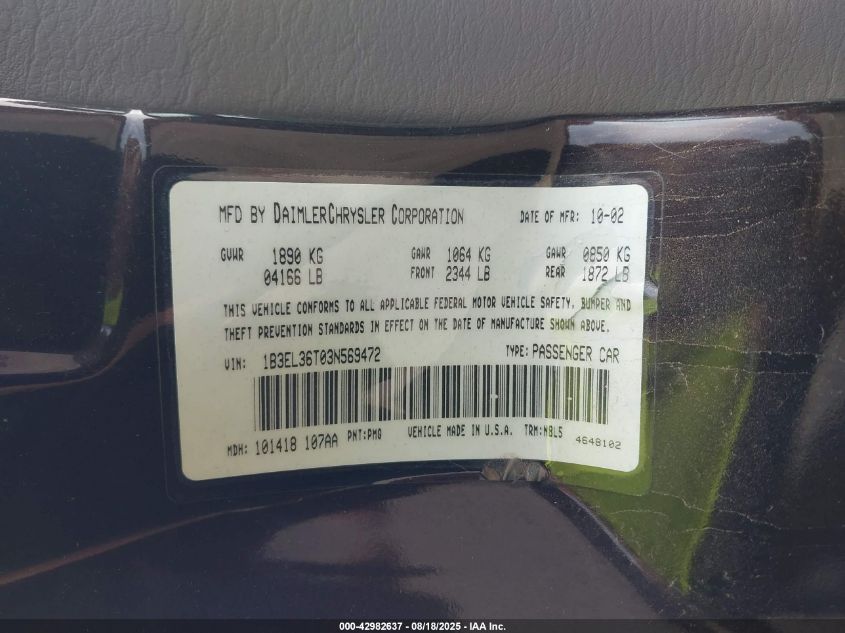 MFD BY DAIMLERCHRYSLER CORPORATION DATE OF MFR: 10-02
GVWR 1890 KG GAWR 1064 KG GAWR 0850 KG
04166 LB FRONT 2344 LB REAR 1872 LB
THIS VEHICLE CONFORMS TO ALL APPLICABLE FEDERAL MOTOR VEHICLE SAFETY, BUMPER AND
THEFT PREVENTION STANDARDS IN EFFECT ON THE DATE OF MANUFACTURE SHOWN ABOVE.
VIN: 1B3EL36T03N569472 TYPE: PASSENGER CAR
MDH: 101418 107AA PNT:PMG VEHICLE MADE IN U.S.A. TRM:NBL5 4648102
000-42982637 - 08/18/2025 - IAA Inc.